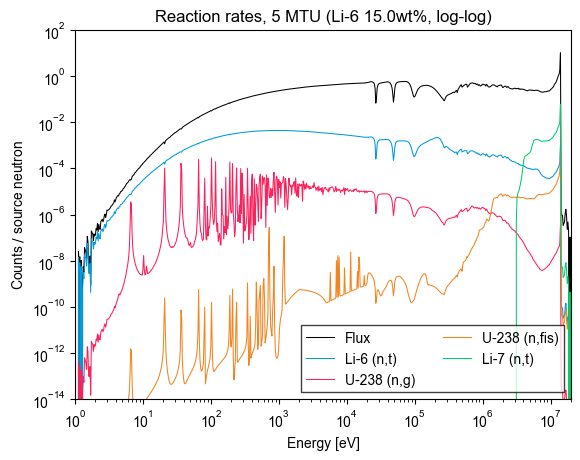 Reaction rates, 5 MTU (Li-6 15.0wt%, log-log)
Counts / source neutron
10^2
10^0
10^−2
10^−4
10^−6
10^−8
10^−10
10^−12
10^−14
Flux
Li-6 (n,t)
U-238 (n,g)
U-238 (n,fis)
Li-7 (n,t)
10^0 10^1 10^2 10^3 10^4 10^5 10^6 10^7
Energy [eV]